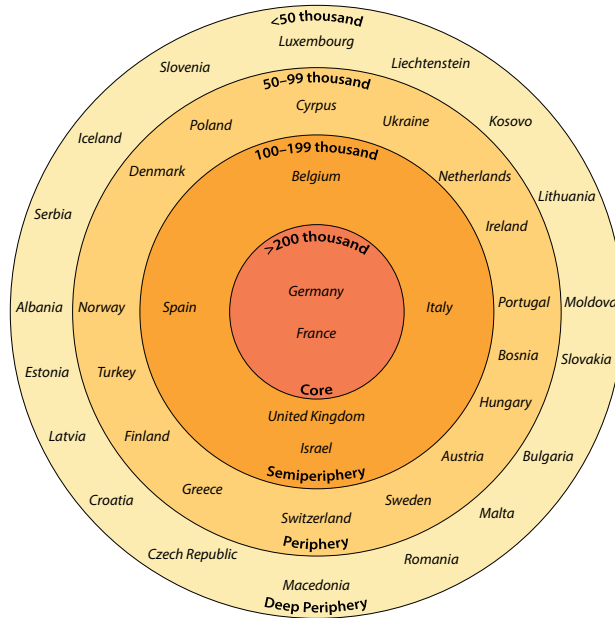 <50 thousand
Luxembourg
Slovenia
Liechtenstein
50–99 thousand
Cyrpus
Poland
Ukraine
Kosovo
Iceland
100–199 thousand
Denmark
Belgium
Netherlands
Lithuania
Serbia
Ireland
>200 thousand
Germany
Albania
Norway
Spain
Italy
Portugal
Moldova
France
Bosnia
Slovakia
Estonia
Turkey
Core
Hungary
United Kingdom
Latvia
Finland
Israel
Austria
Bulgaria
Semiperiphery
Greece
Sweden
Croatia
Switzerland
Malta
Periphery
Czech Republic
Romania
Macedonia
Deep Periphery